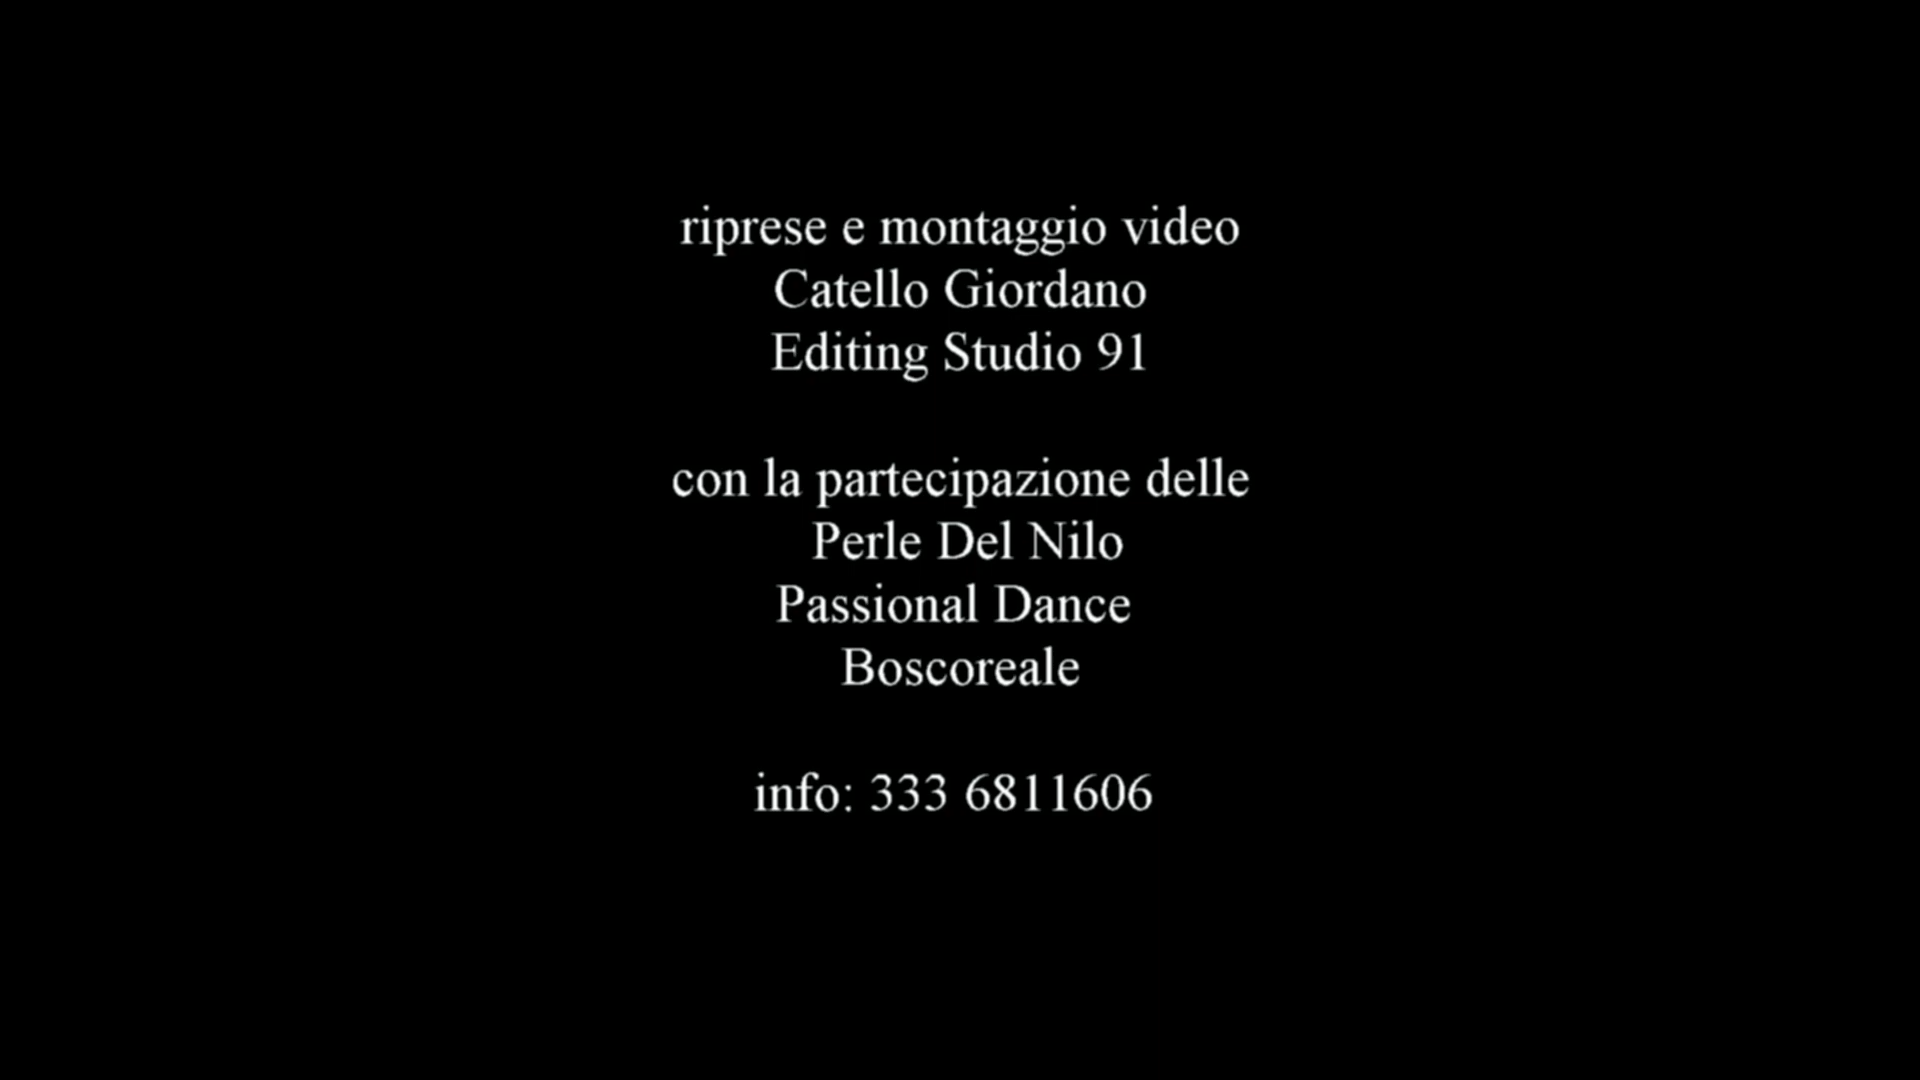 riprese e montaggio video
Catello Giordano
Editing Studio 91
con la partecipazione delle
Perle Del Nilo
Passional Dance
Boscoreale
info: 333 6811606